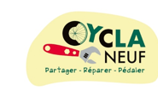 CYCLA
NEUF
Partager - Réparer - Pédaler